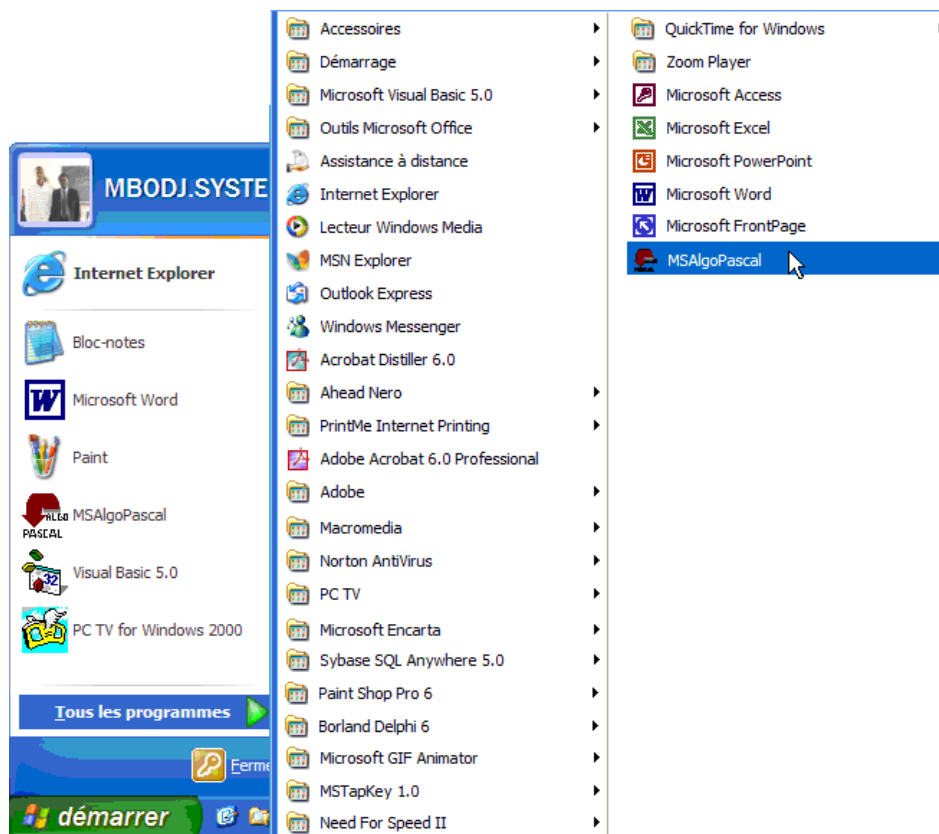 MBODJ.SYSTE
Internet Explorer
Bloc-notes
Microsoft Word
Paint
ALGO
PASCAL
MSAlgoPascal
32
Visual Basic 5.0
PC TV for Windows 2000
Tous les programmes
Ferme
démarrer
Accessoires
Démarrage
Microsoft Visual Basic 5.0
Outils Microsoft Office
Assistance à distance
Internet Explorer
Lecteur Windows Media
MSN Explorer
Outlook Express
Windows Messenger
Acrobat Distiller 6.0
Ahead Nero
PrintMe Internet Printing
Adobe Acrobat 6.0 Professional
Adobe
Macromedia
Norton AntiVirus
PC TV
Microsoft Encarta
Sybase SQL Anywhere 5.0
Paint Shop Pro 6
Borland Delphi 6
Microsoft GIF Animator
MSTapKey 1.0
Need For Speed II
QuickTime for Windows
Zoom Player
Microsoft Access
Microsoft Excel
Microsoft PowerPoint
Microsoft Word
Microsoft FrontPage
MSAlgoPascal